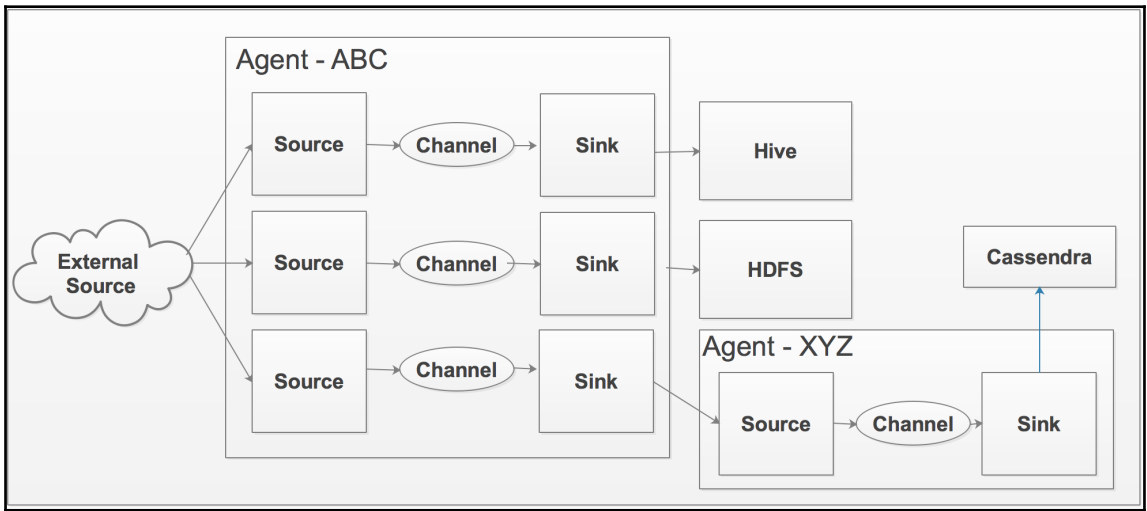 Agent - ABC
Source
Channel
Sink
Hive
External
Source
Source
Channel
Sink
HDFS
Cassendra
Source
Channel
Sink
Agent - XYZ
Source
Channel
Sink